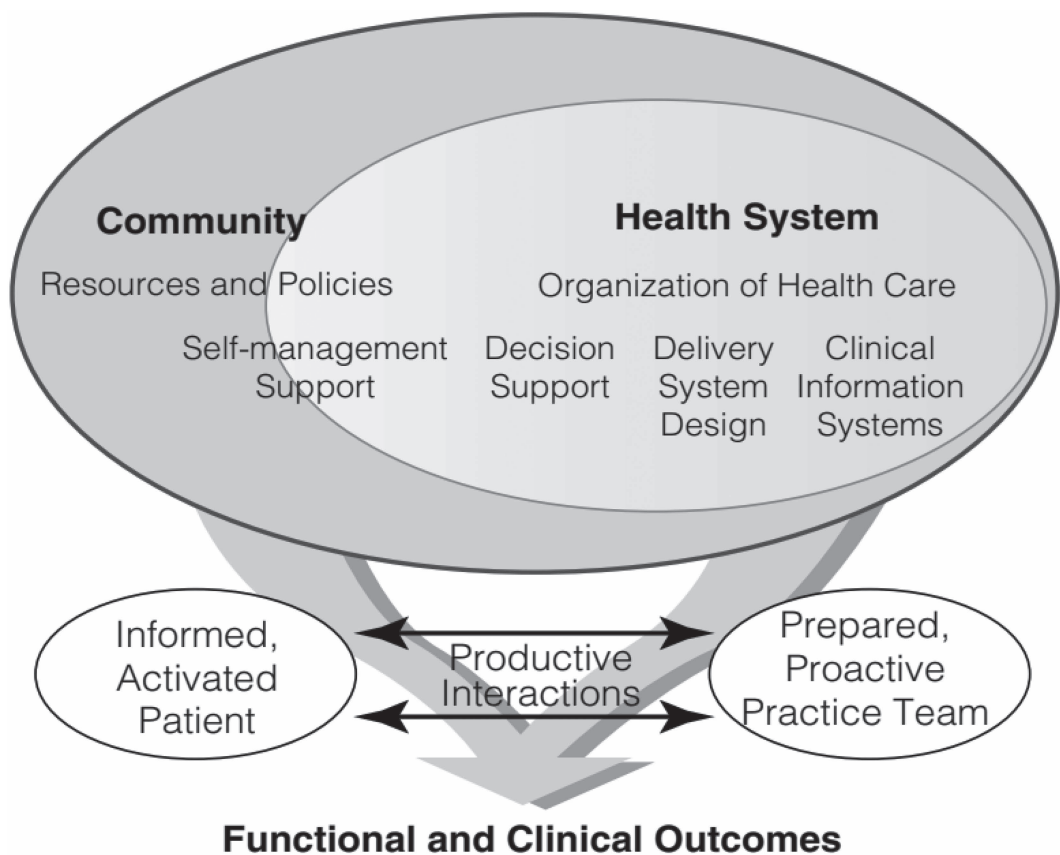 Community
Health System
Resources and Policies
Organization of Health Care
Self-management
Support
Decision
Support
Delivery
System
Design
Clinical
Information
Systems
Informed,
Activated
Patient
Productive
Interactions
Prepared,
Proactive
Practice Team
Functional and Clinical Outcomes